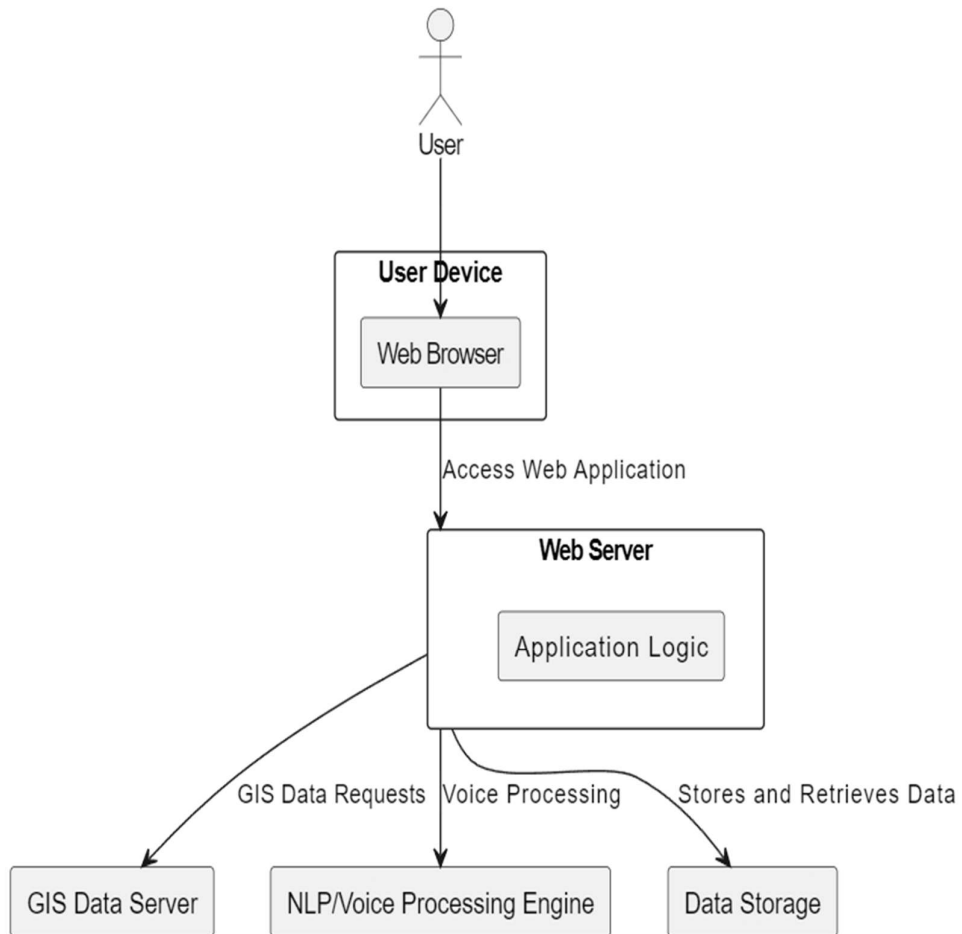 User
User Device
Web Browser
Access Web Application
Web Server
Application Logic
GIS Data Requests
Voice Processing
Stores and Retrieves Data
GIS Data Server
NLP/Voice Processing Engine
Data Storage